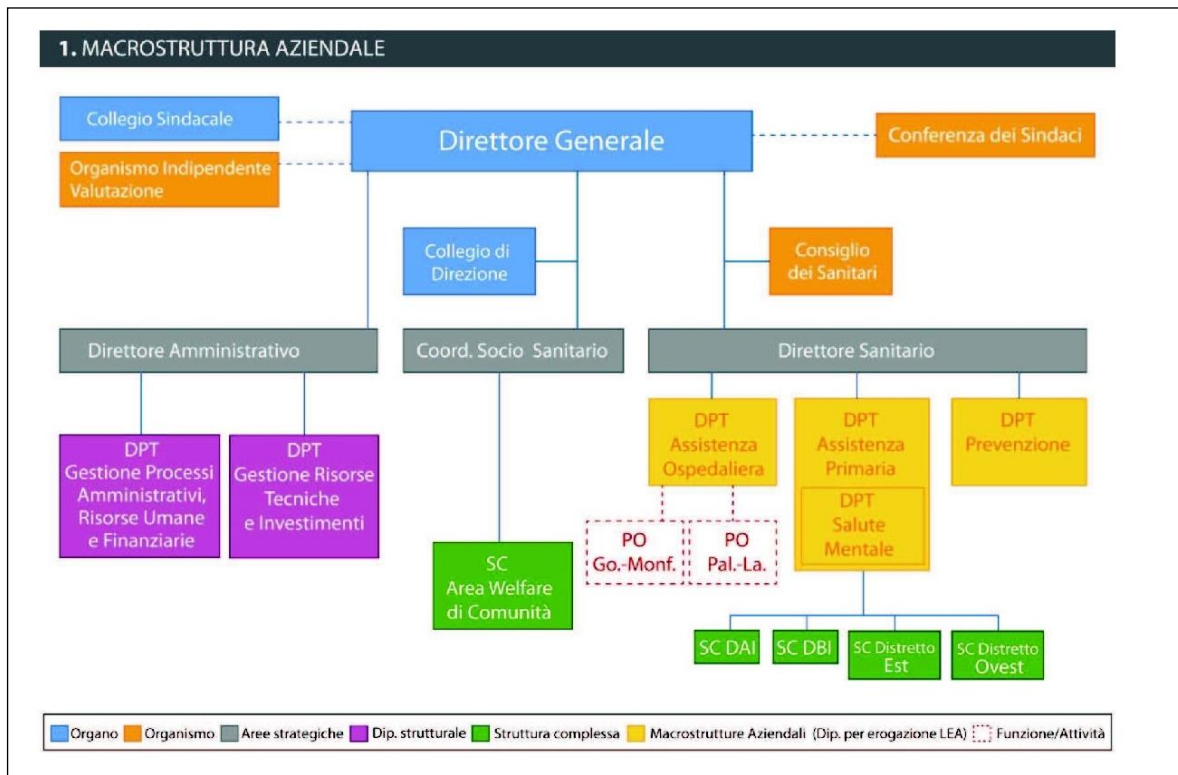 1. MACROSTRUTTURA AZIENDALE
Collegio Sindacale
Direttore Generale
Conferenza dei Sindaci
Organismo Indipendente
Valutazione
Collegio di
Direzione
Consiglio
dei Sanitari
Direttore Amministrativo
Coord. Socio Sanitario
Direttore Sanitario
DPT
Gestione Processi
Amministrativi,
Risorse Umane
e Finanziarie
DPT
Gestione Risorse
Tecniche
e Investimenti
SC
Area Welfare
di Comunità
DPT
Assistenza
Ospedaliera
DPT
Assistenza
Primaria
DPT
Salute
Mentale
DPT
Prevenzione
PO
Go.-Monf.
PO
Pal.-La.
SC DAI
SC DBI
SC Distretto
Est
SC Distretto
Ovest
Organo
Organismo
Aree strategiche
Dip. strutturale
Struttura complessa
Macrostrutture Aziendali (Dip. per erogazione LEA)
Funzione/Attività